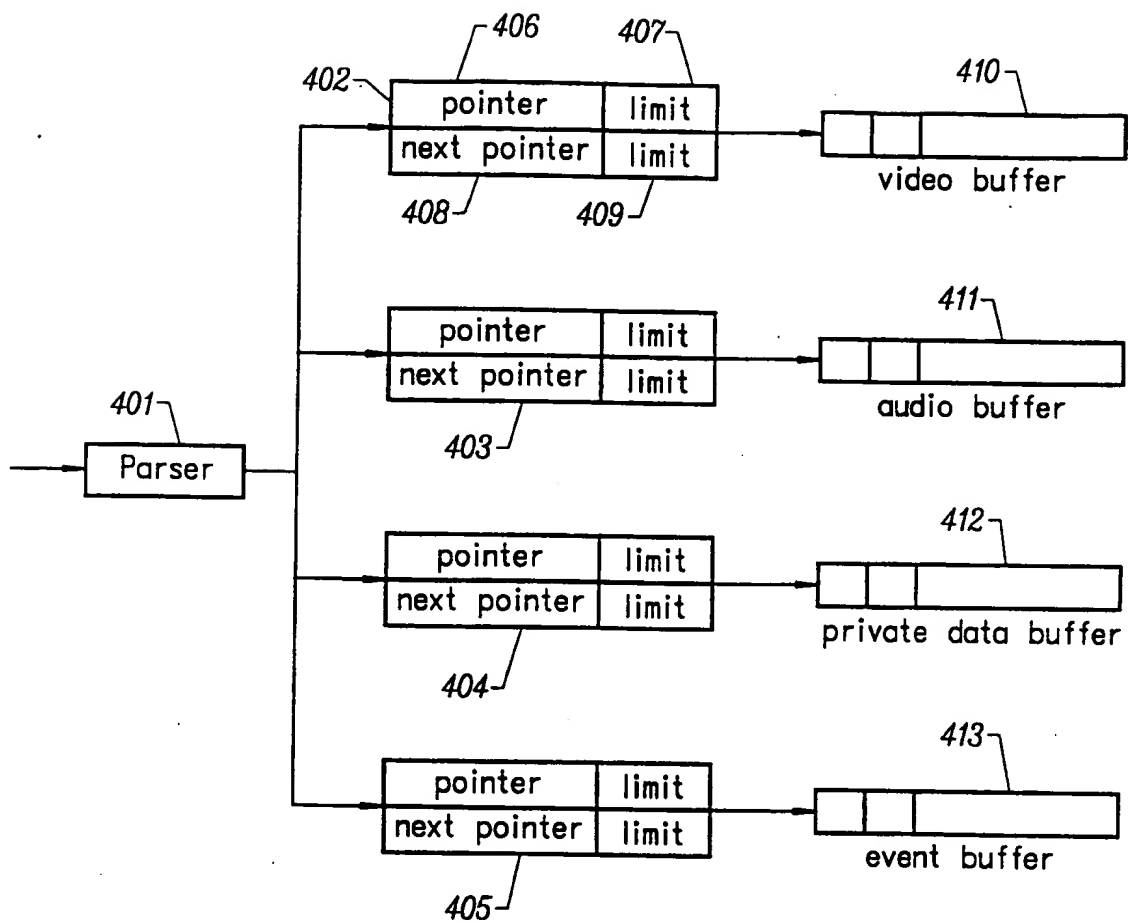 406 407
402 410
pointer limit
next pointer limit
video buffer
408 409
411
pointer limit
next pointer limit
audio buffer
401 403
Parser
412
pointer limit
next pointer limit
private data buffer
404
413
pointer limit
next pointer limit
event buffer
405